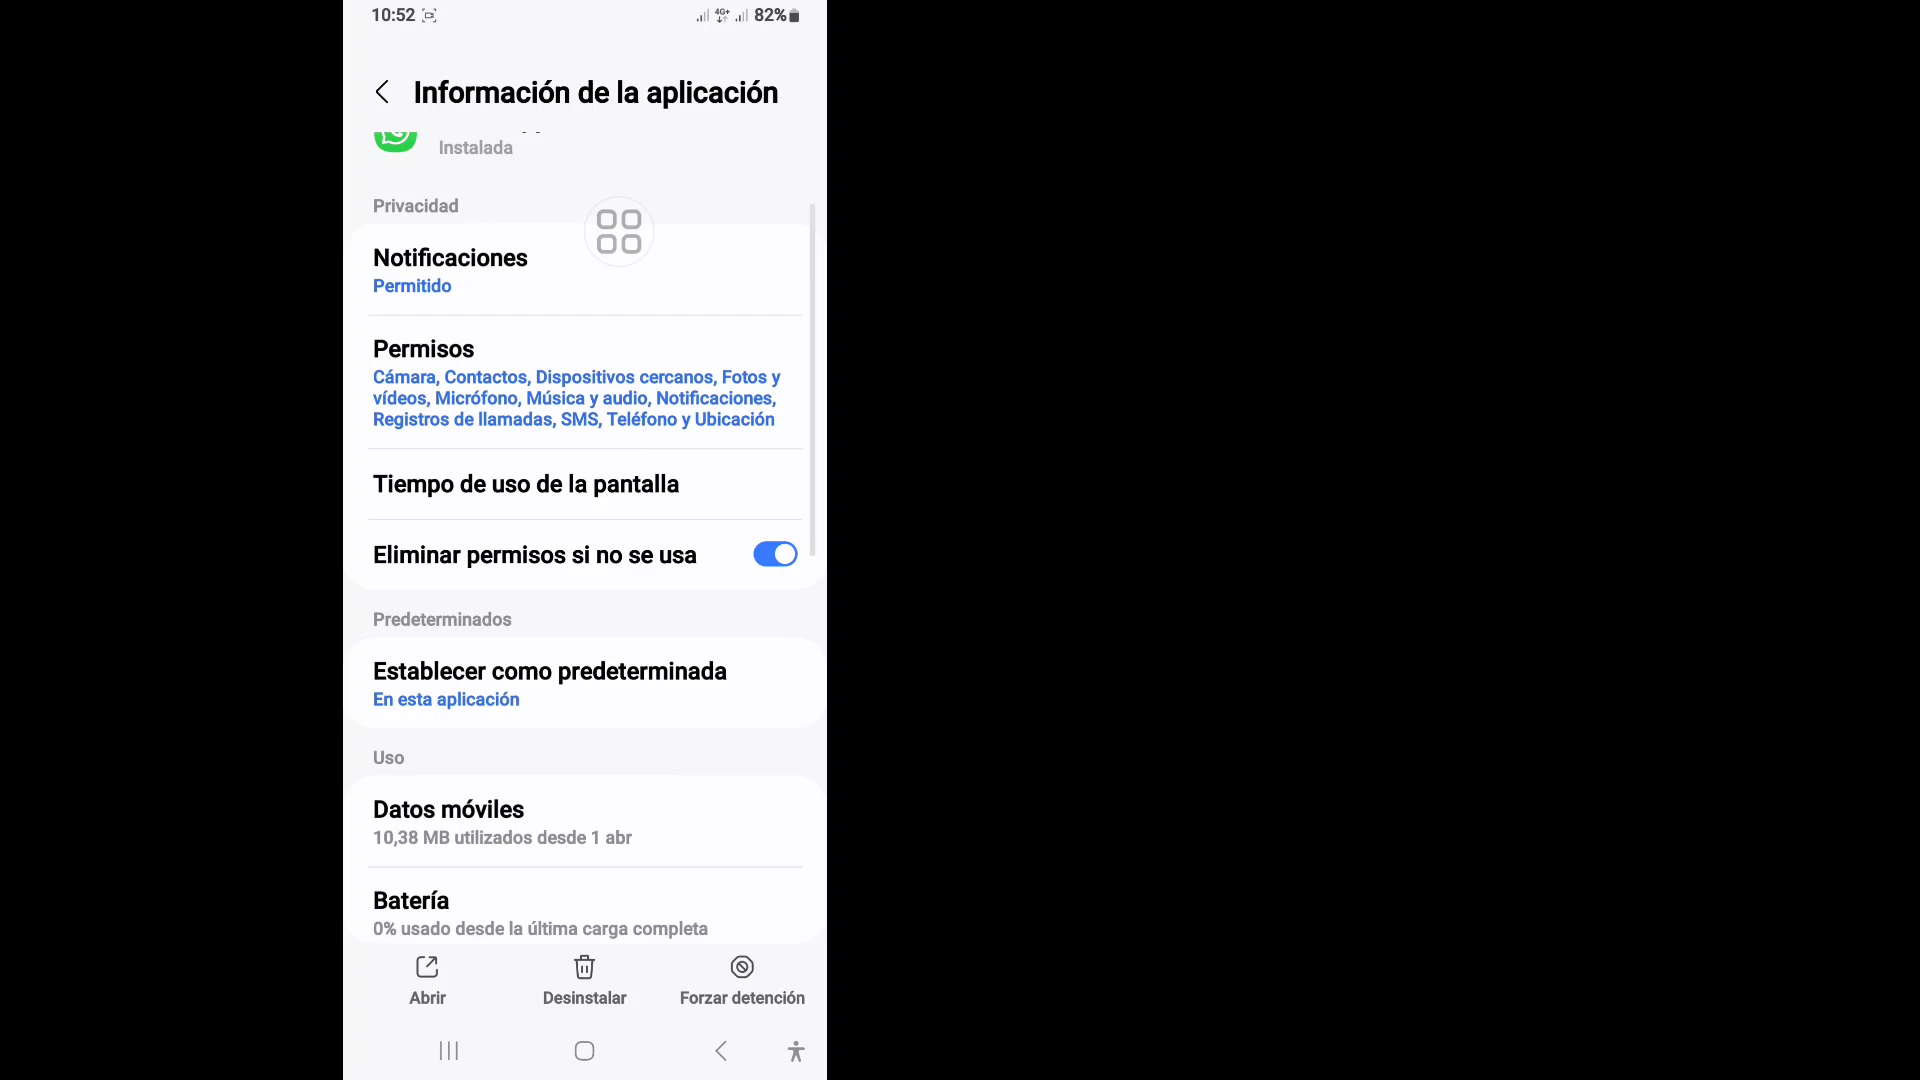 10:52 4G+ 82%
Información de la aplicación
Instalada
Privacidad
Notificaciones
Permitido
Permisos
Cámara, Contactos, Dispositivos cercanos, Fotos y
vídeos, Micrófono, Música y audio, Notificaciones,
Registros de llamadas, SMS, Teléfono y Ubicación
Tiempo de uso de la pantalla
Eliminar permisos si no se usa
Predeterminados
Establecer como predeterminada
En esta aplicación
Uso
Datos móviles
10,38 MB utilizados desde 1 abr
Batería
0% usado desde la última carga completa
Abrir Desinstalar Forzar detención